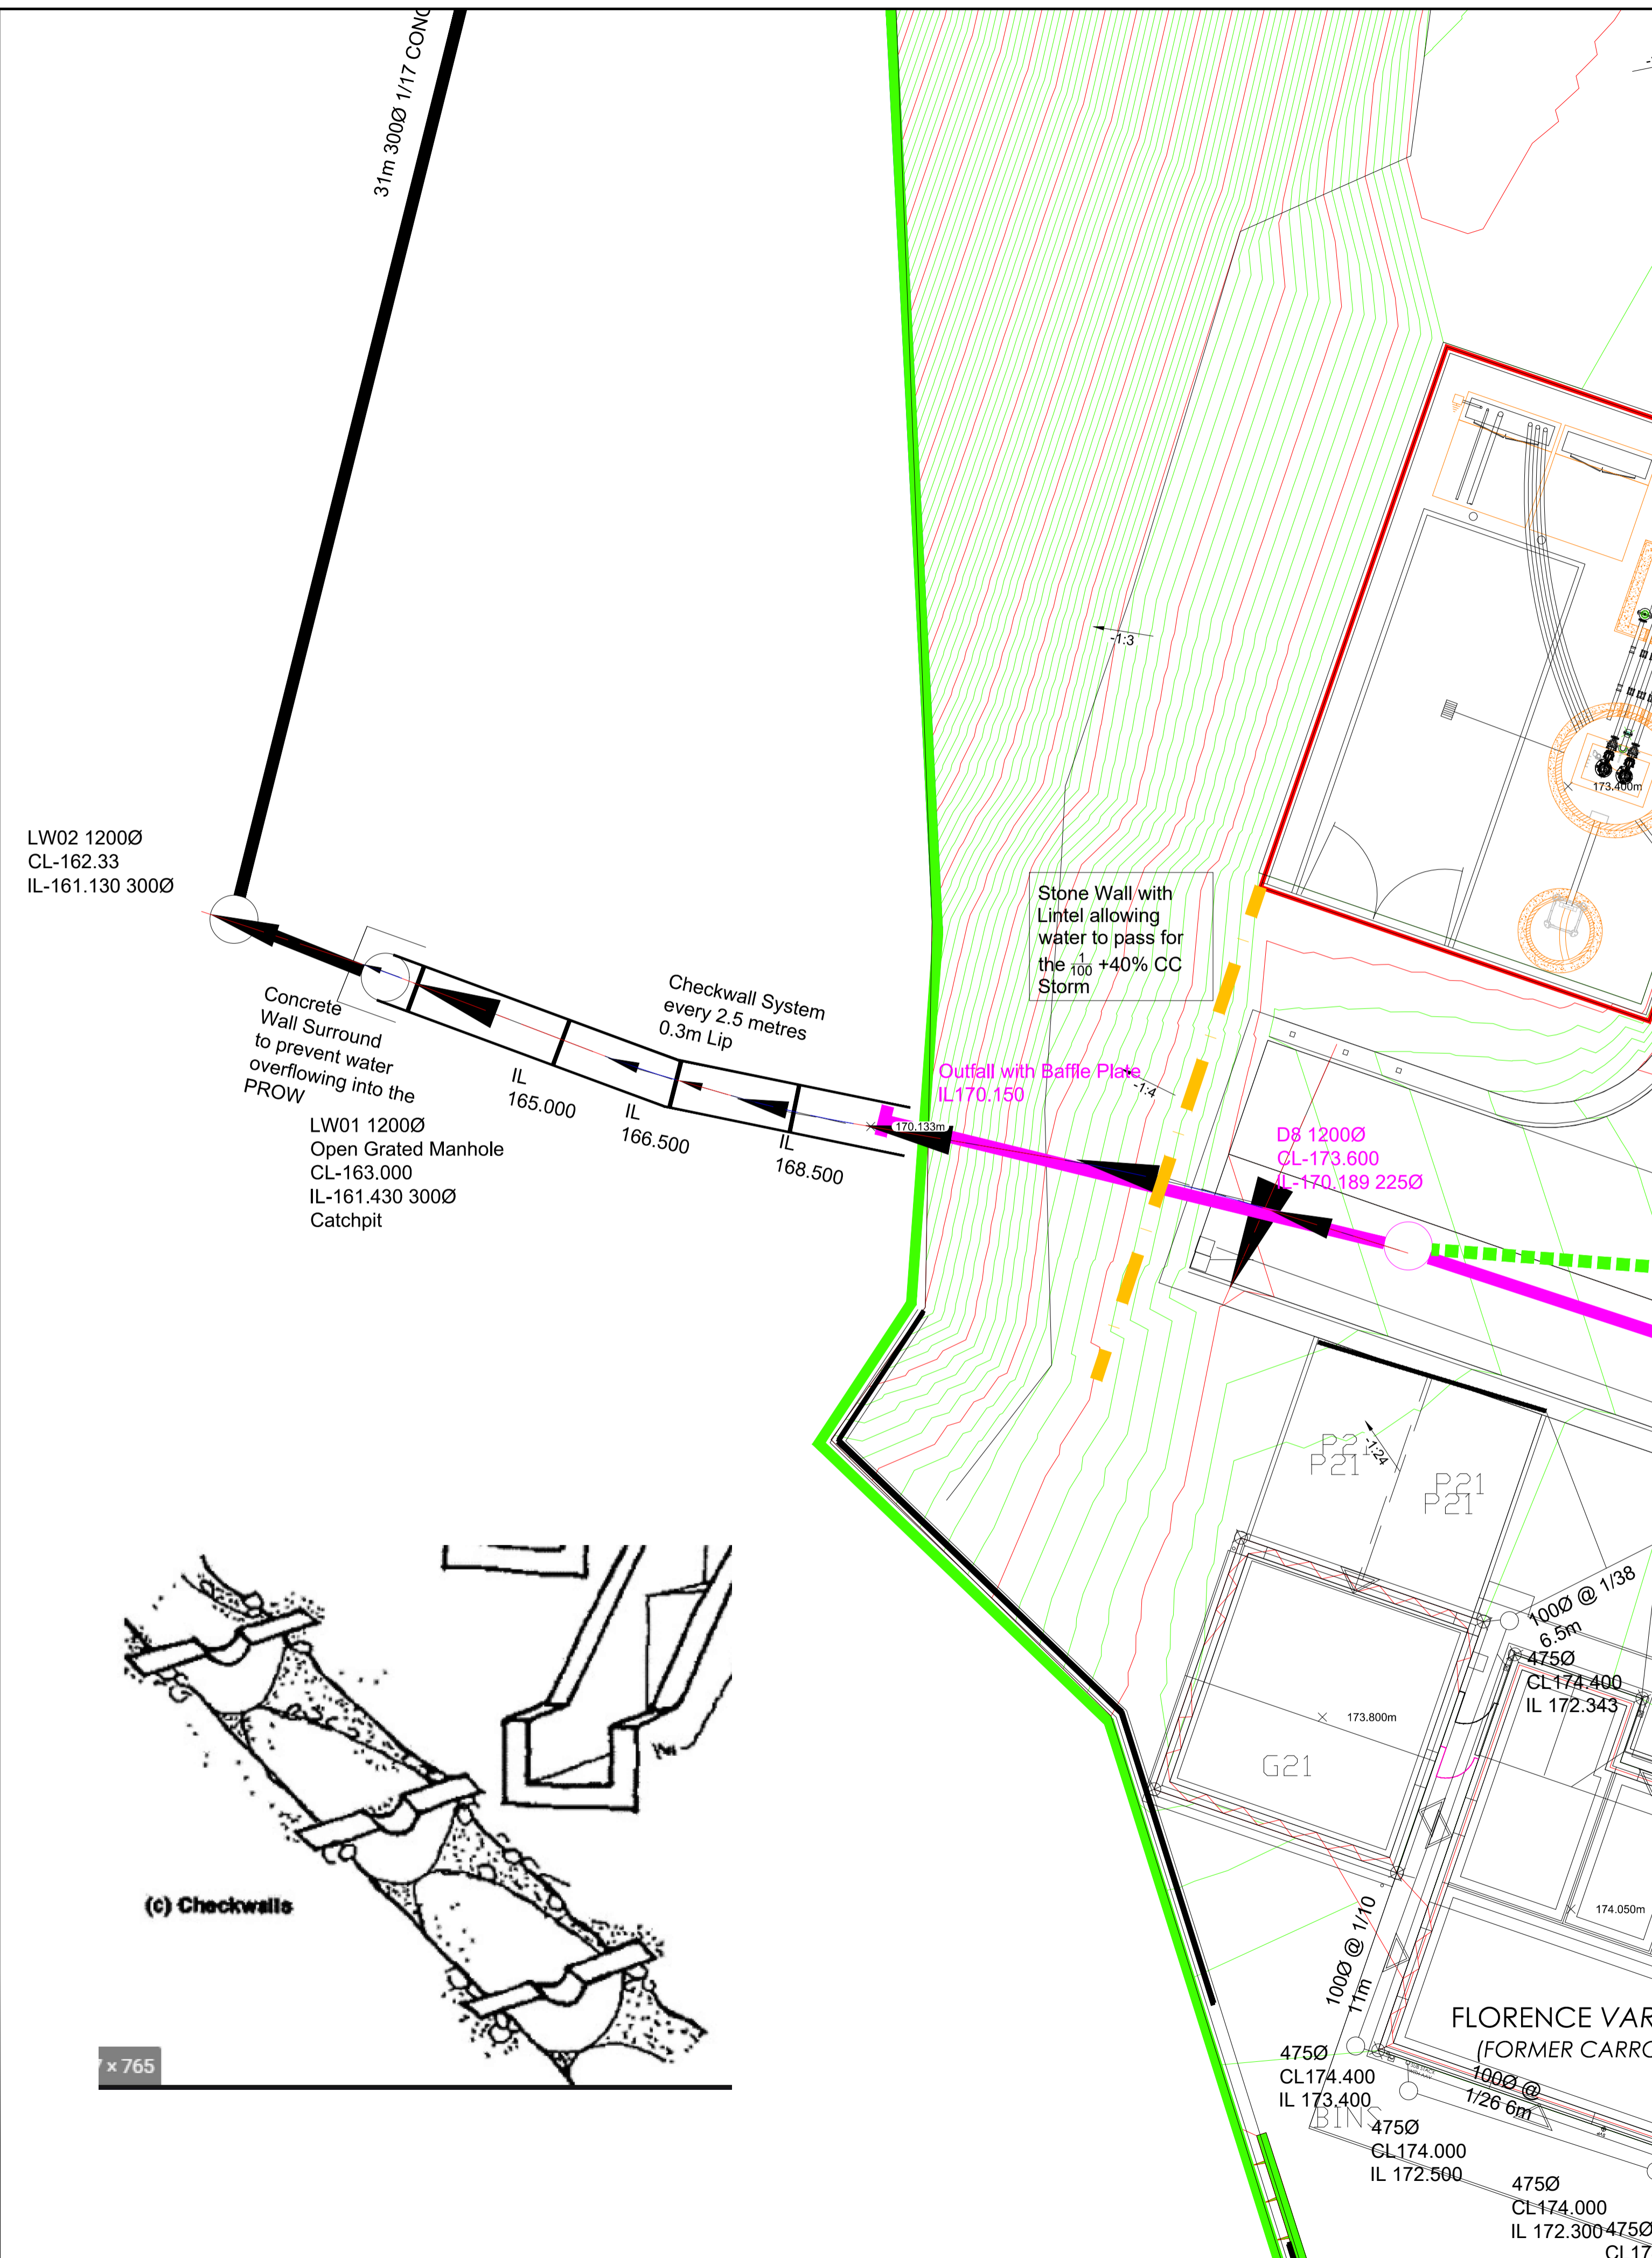 31m 300Ø 1/17
-1:3
173.400m
LW02 1200Ø
CL-162.33
IL-161.130 300Ø
Stone Wall with
Lintel allowing
water to pass for
the 1/100 +40% CC
Storm
Checkwall System
every 2.5 metres
0.3m Lip
Concrete
Wall Surround
to prevent water
overflowing into the
PROW
IL
165.000
IL
166.500
IL
168.500
Outfall with Baffle Plate
IL170.150
-1:4
170.133m
LW01 1200Ø
Open Grated Manhole
CL-163.000
IL-161.430 300Ø
Catchpit
D8 1200Ø
CL-173.600
IL-170.189 225Ø
P21
P21
-1:24
P21
P21
100Ø @ 1/38
6.5m
475Ø
CL174.400
IL 172.343
173.800m
G21
(c) Checkwalls
174.050m
100Ø @ 1/10
11m
FLORENCE
(FORMER
x 765
475Ø
CL174.400
IL 173.400
100Ø @
1/26 6m
BINS
475Ø
CL174.000
IL 172.500
475Ø
CL174.000
IL 172.300
475Ø